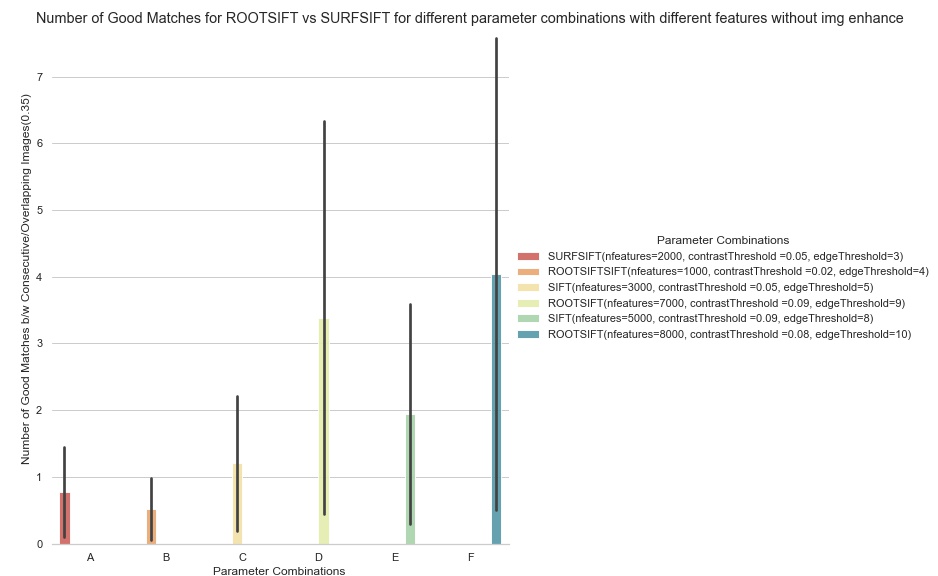 Number of Good Matches for ROOTSIFT vs SURFSIFT for different parameter combinations with different features without img enhance
Number of Good Matches b/w Consecutive/Overlapping Images(0.35)
7
6
5
4
3
2
1
0
A B C D E F
Parameter Combinations
Parameter Combinations
SURFSIFT(nfeatures=2000, contrastThreshold =0.05, edgeThreshold=3)
ROOTSIFTSIFT(nfeatures=1000, contrastThreshold =0.02, edgeThreshold=4)
SIFT(nfeatures=3000, contrastThreshold =0.05, edgeThreshold=5)
ROOTSIFT(nfeatures=7000, contrastThreshold =0.09, edgeThreshold=9)
SIFT(nfeatures=5000, contrastThreshold =0.09, edgeThreshold=8)
ROOTSIFT(nfeatures=8000, contrastThreshold =0.08, edgeThreshold=10)